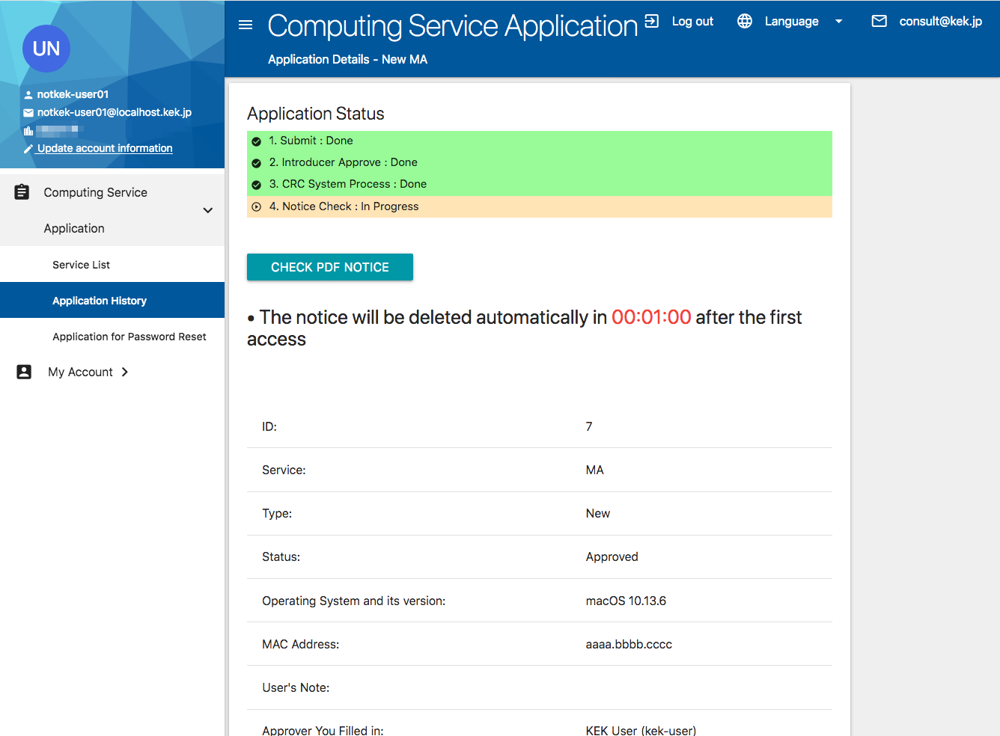 UN
notkek-user01
notkek-user01@localhost.kek.jp
Update account information
Computing Service
Application
Service List
Application History
Application for Password Reset
My Account
Computing Service Application
Log out
Language
consult@kek.jp
Application Details - New MA
Application Status
1. Submit : Done
2. Introducer Approve : Done
3. CRC System Process : Done
4. Notice Check : In Progress
CHECK PDF NOTICE
• The notice will be deleted automatically in 00:01:00 after the first
access
ID: 7
Service: MA
Type: New
Status: Approved
Operating System and its version: macOS 10.13.6
MAC Address: aaaa.bbbb.cccc
User's Note:
Approver You Filled in: KEK User (kek-user)